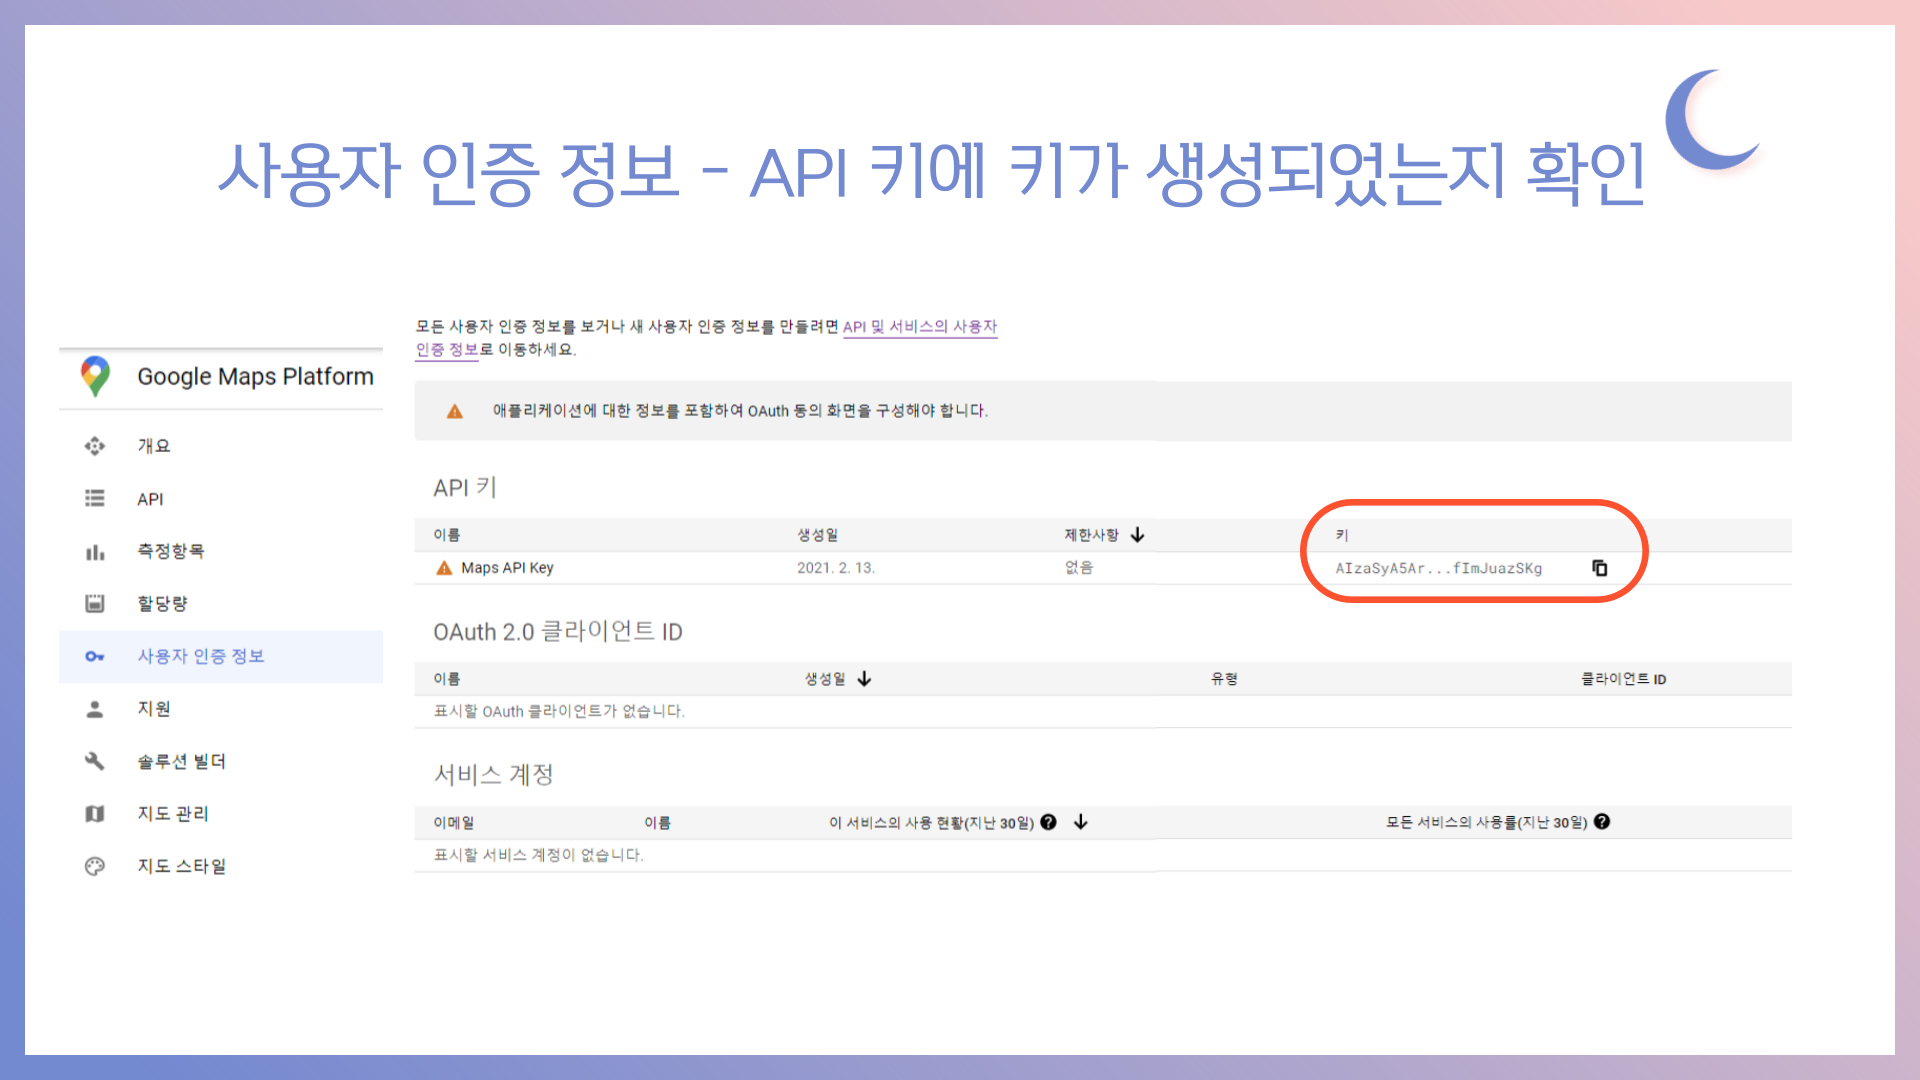 사용자 인증 정보 - API 키에 키가 생성되었는지 확인
Google Maps Platform
개요
API
측정항목
할당량
사용자 인증 정보
지원
솔루션 빌더
지도 관리
지도 스타일
모든 사용자 인증 정보를 보거나 새 사용자 인증 정보를 만들려면 API 및 서비스의 사용자
인증 정보로 이동하세요.
애플리케이션에 대한 정보를 포함하여 OAuth 동의 화면을 구성해야 합니다.
API 키
이름 생성일 제한사항 키
Maps API Key 2021. 2. 13. 없음 AIzaSyA5Ar...fImJuazSKg
OAuth 2.0 클라이언트 ID
이름 생성일 유형 클라이언트 ID
표시할 OAuth 클라이언트가 없습니다.
서비스 계정
이메일 이름 이 서비스의 사용 현황(지난 30일) 모든 서비스의 사용률(지난 30일)
표시할 서비스 계정이 없습니다.